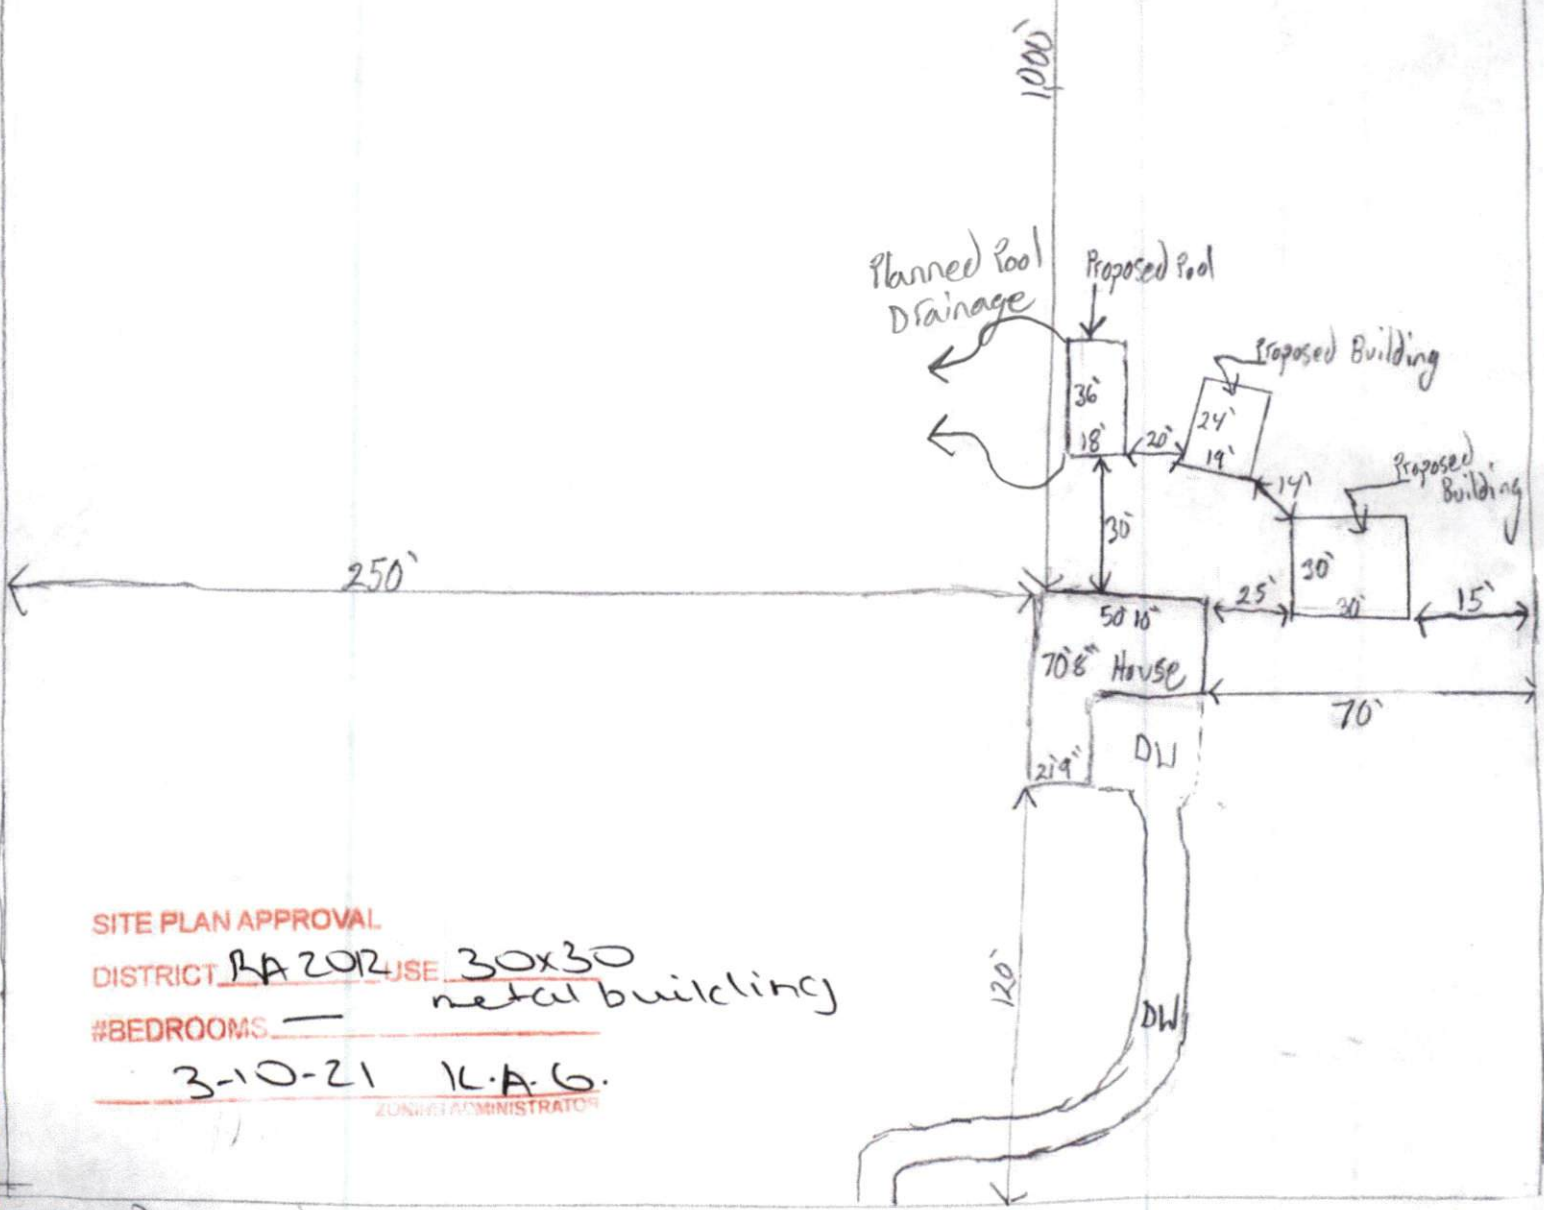 1000'
Planned Pool
Drainage
Proposed Pool
Proposed Building
36'
18'
20'
24'
19'
14'
Proposed
Building
30'
30'
30'
250'
25'
15'
50' 10"
70'8"
House
70'
21'9"
DW
120'
DW
SITE PLAN APPROVAL
DISTRICT RA20R USE 30x30
metal building
#BEDROOMS —
3-10-21 K.A.G.
ZONING ADMINISTRATOR